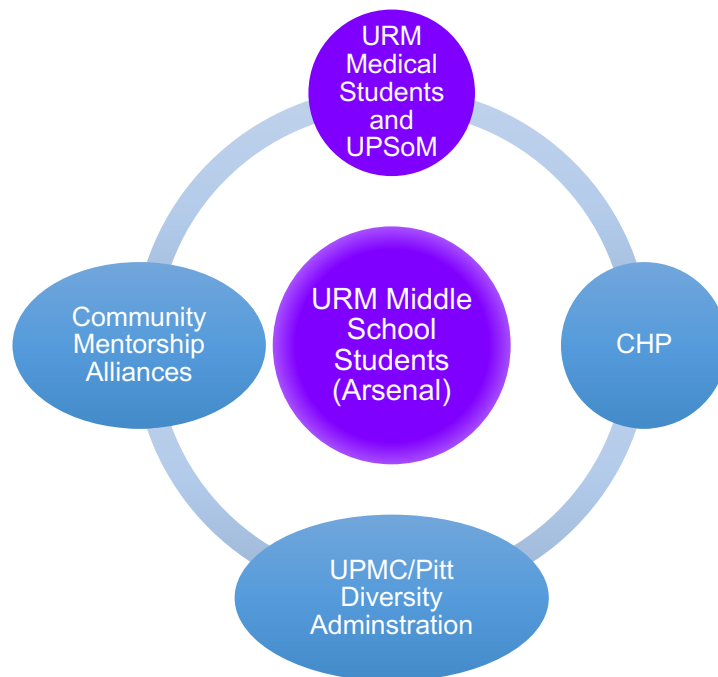 URM
Medical
Students
and
UPSoM
URM Middle
School
Students
(Arsenal)
Community
Mentorship
Alliances
CHP
UPMC/Pitt
Diversity
Adminstration